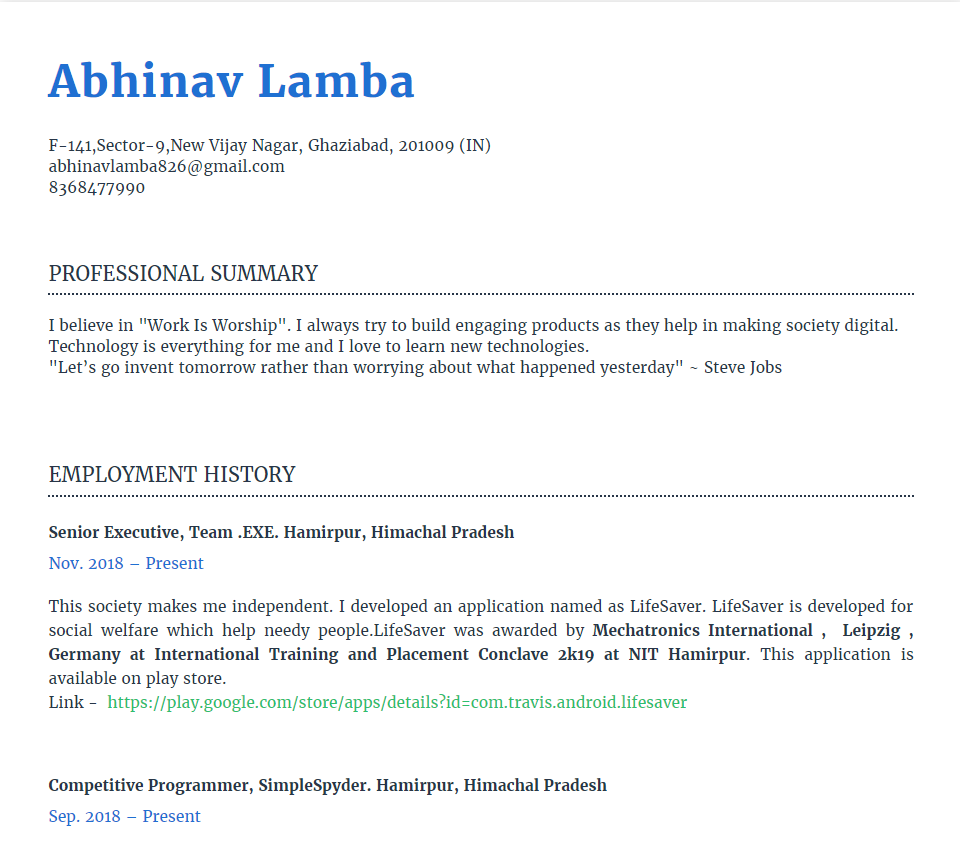 Abhinav Lamba
F-141,Sector-9,New Vijay Nagar, Ghaziabad, 201009 (IN)
abhinavlamba826@gmail.com
8368477990
PROFESSIONAL SUMMARY
I believe in "Work Is Worship". I always try to build engaging products as they help in making society digital.
Technology is everything for me and I love to learn new technologies.
"Let’s go invent tomorrow rather than worrying about what happened yesterday" ~ Steve Jobs
EMPLOYMENT HISTORY
Senior Executive, Team .EXE. Hamirpur, Himachal Pradesh
Nov. 2018 – Present
This society makes me independent. I developed an application named as LifeSaver. LifeSaver is developed for
social welfare which help needy people.LifeSaver was awarded by Mechatronics International , Leipzig ,
Germany at International Training and Placement Conclave 2k19 at NIT Hamirpur. This application is
available on play store.
Link - https://play.google.com/store/apps/details?id=com.travis.android.lifesaver
Competitive Programmer, SimpleSpyder. Hamirpur, Himachal Pradesh
Sep. 2018 – Present